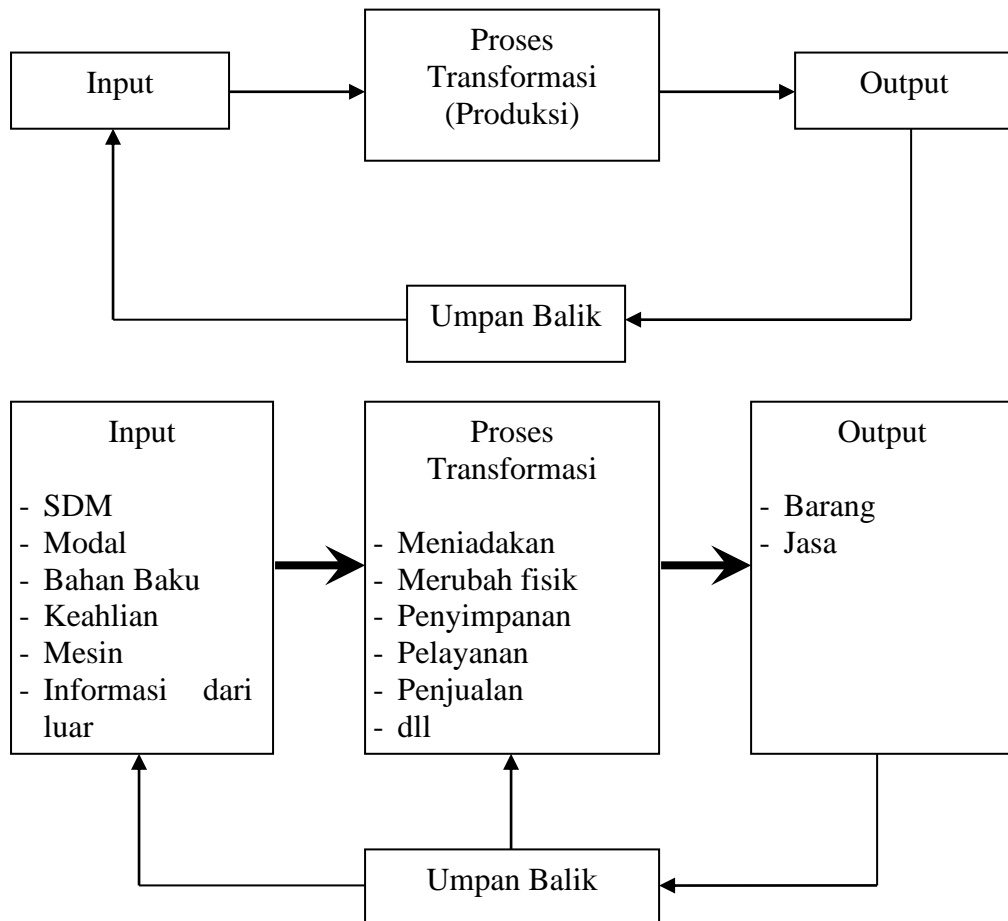 Input
Proses
Transformasi
(Produksi)
Output
Umpan Balik
Input
- SDM
- Modal
- Bahan Baku
- Keahlian
- Mesin
- Informasi dari
luar
Proses
Transformasi
- Meniadakan
- Merubah fisik
- Penyimpanan
- Pelayanan
- Penjualan
- dll
Output
- Barang
- Jasa
Umpan Balik